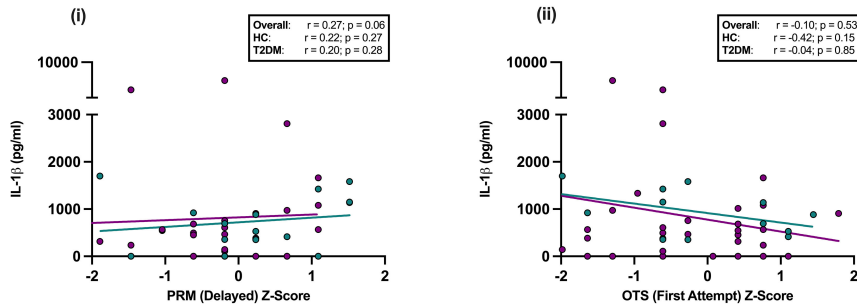 (i)
Overall: r = 0.27; p = 0.06
HC: r = 0.22; p = 0.27
T2DM: r = 0.20; p = 0.28
10000
3000
2000
1000
0
IL-1β (pg/ml)
-2 -1 0 1 2
PRM (Delayed) Z-Score
(ii)
Overall: r = -0.10; p = 0.53
HC: r = -0.42; p = 0.15
T2DM: r = -0.04; p = 0.85
10000
3000
2000
1000
0
IL-1β (pg/ml)
-2 -1 0 1 2
OTS (First Attempt) Z-Score